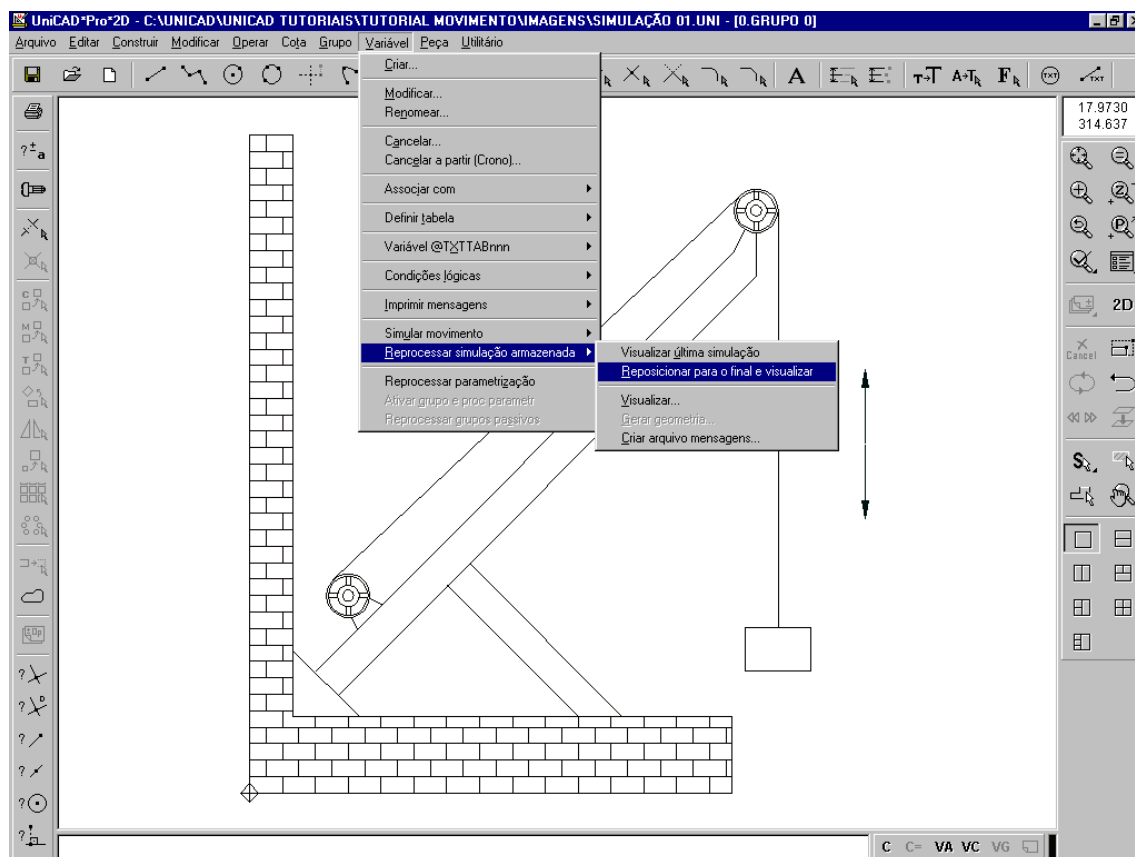 UniCAD*Pro*2D - C:\UNICAD\UNICAD TUTORIAIS\TUTORIAL MOVIMENTO\IMAGENS\SIMULAÇÃO 01.UNI - [0.GRUPO 0]
Arquivo Editar Construir Modificar Operar Cota Grupo Variável Peça Utilitário
Criar...
Modificar...
Renomear...
Cancelar...
Cancelar a partir (Crono)...
Associar com
Definir tabela
Variável @TXTTABnnn
Condições lógicas
Imprimir mensagens
Simular movimento
Reprocessar simulação armazenada
Reprocessar parametrização
Ativar grupo e proc parametri
Reprocessar grupos passivos
Visualizar última simulação
Reposicionar para o final e visualizar
Visualizar...
Gerar geometria...
Criar arquivo mensagens...
17.9730
314.637
2D
Cancel
C C= VA VC VG